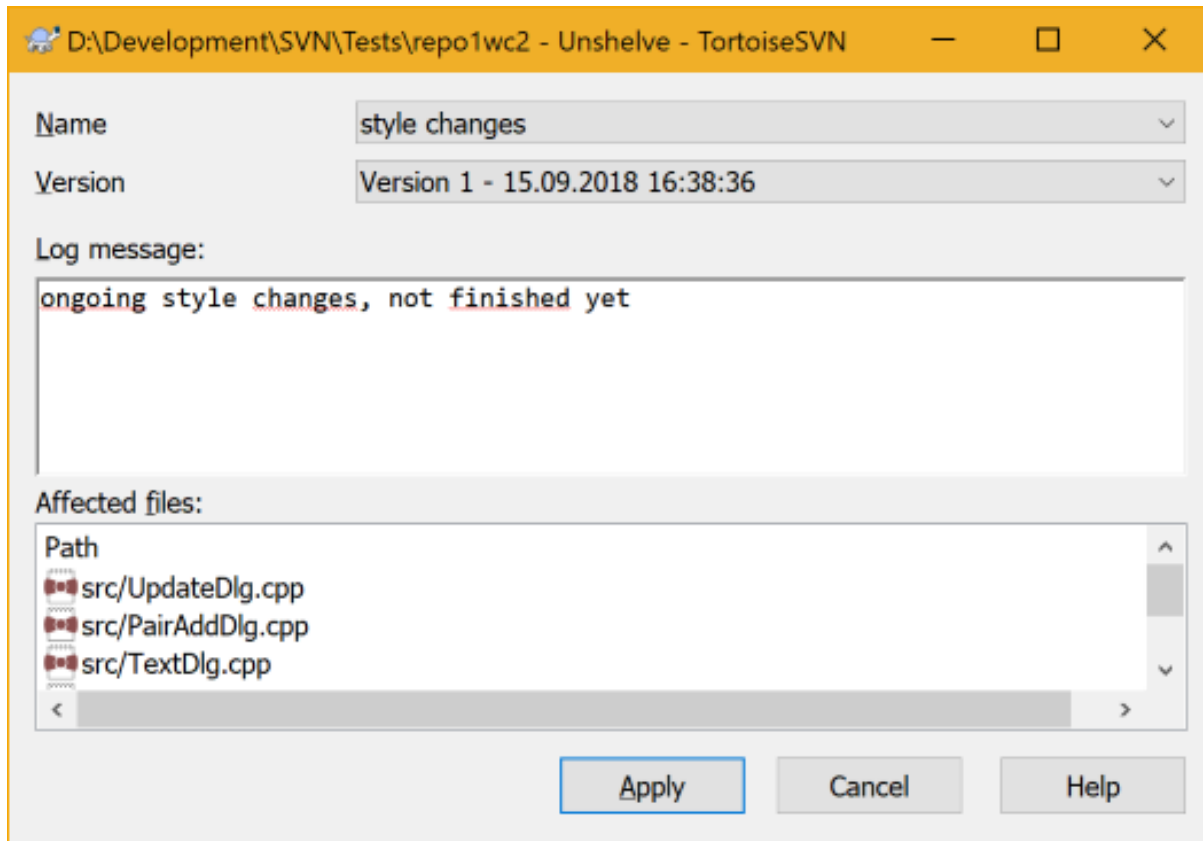 D:\Development\SVN\Tests\repo1wc2 - Unshelve - TortoiseSVN
Name
style changes
Version
Version 1 - 15.09.2018 16:38:36
Log message:
ongoing style changes, not finished yet
Affected files:
Path
src/UpdateDlg.cpp
src/PairAddDlg.cpp
src/TextDlg.cpp
Apply
Cancel
Help